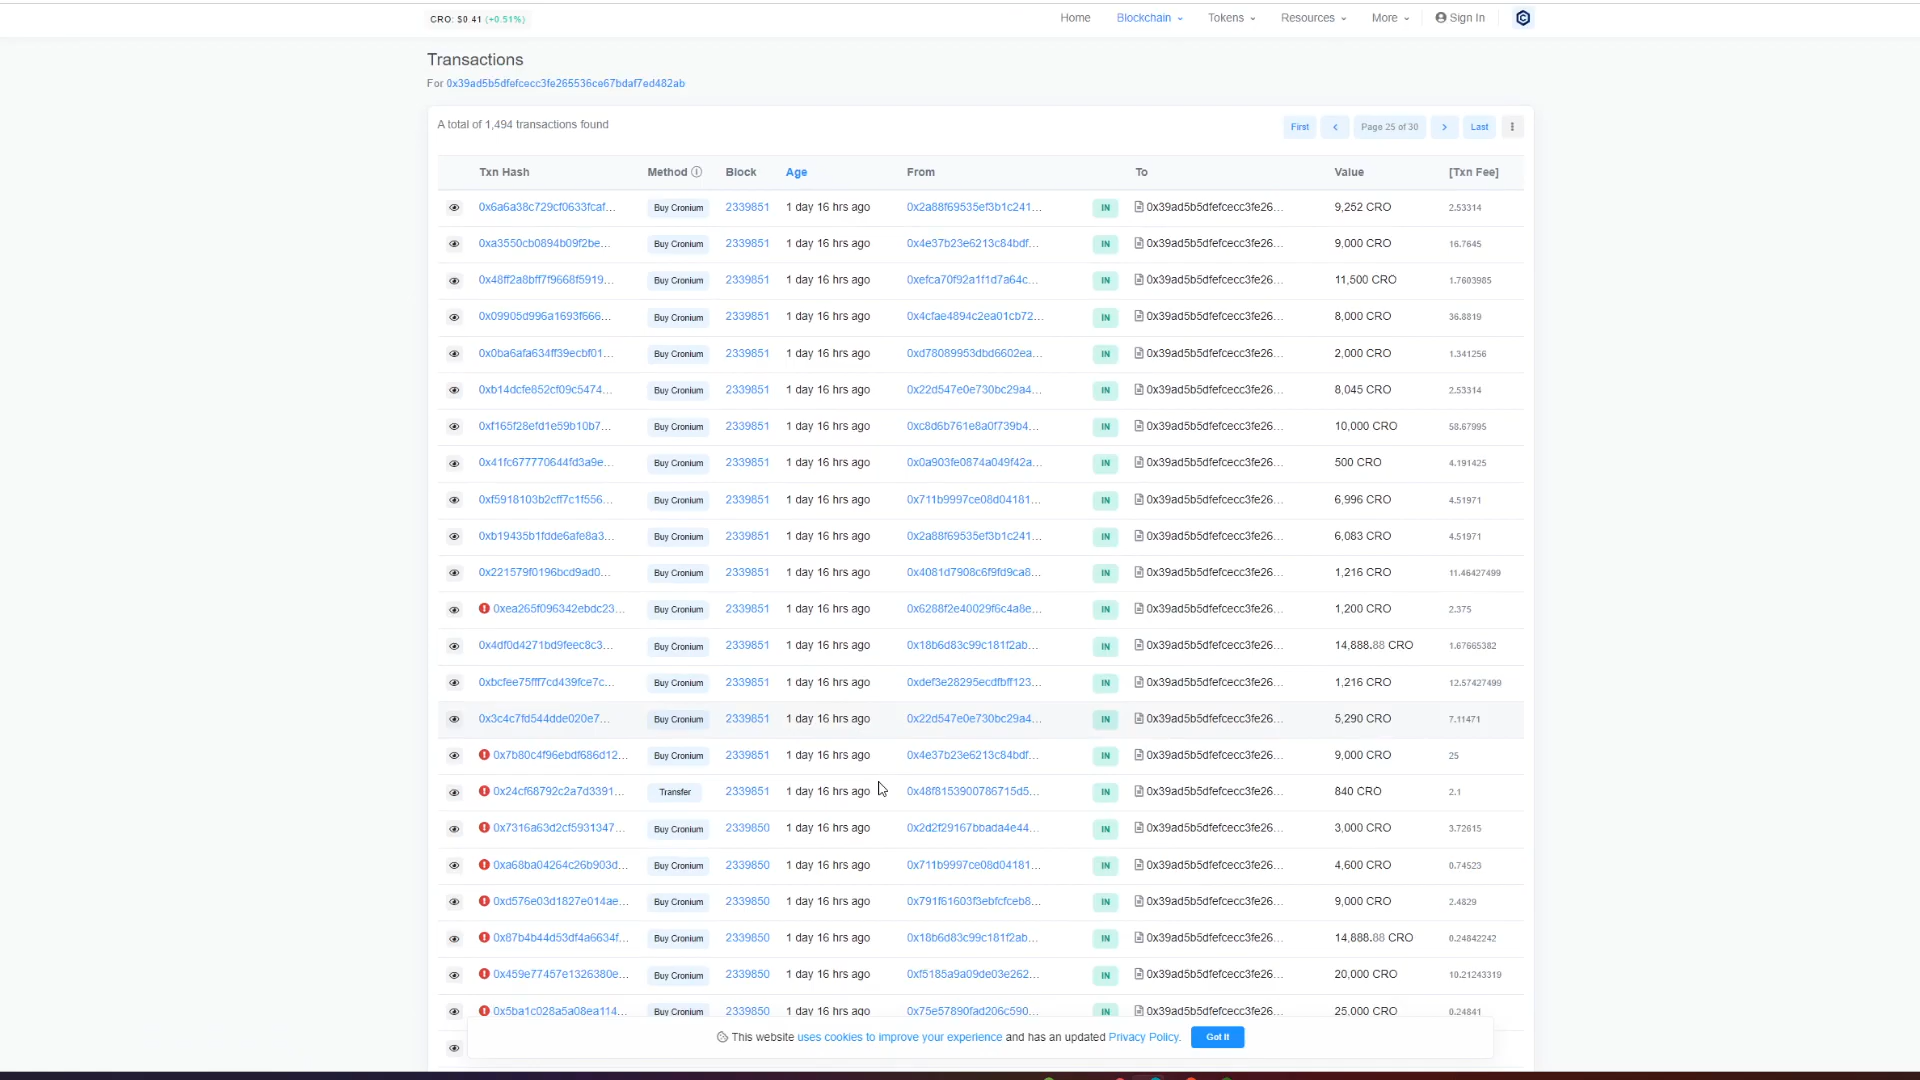 CRO: $0 41 (+0.51%) Home Blockchain Tokens Resources More Sign In
Transactions
For 0x39ad5b5dfefcecc3fe265536ce67bdaf7ed482ab
A total of 1,494 transactions found First Page 25 of 30 Last
Txn Hash Method Block Age From To Value [Txn Fee]
0x6a6a38c729cf0633fcaf... Buy Cronium 2339851 1 day 16 hrs ago 0x2a88f69535ef3b1c241... IN 0x39ad5b5dfefcecc3fe26... 9,252 CRO 2.53314
0xa3550cb0894b09f2be... Buy Cronium 2339851 1 day 16 hrs ago 0x4e37b23e6213c84bdf... IN 0x39ad5b5dfefcecc3fe26... 9,000 CRO 16.7645
0x48ff2a8bff7f9668f5919... Buy Cronium 2339851 1 day 16 hrs ago 0xefca70f92a1f1d7a64c... IN 0x39ad5b5dfefcecc3fe26... 11,500 CRO 1.7603985
0x09905d996a1693f666... Buy Cronium 2339851 1 day 16 hrs ago 0x4cfae4894c2ea01cb72... IN 0x39ad5b5dfefcecc3fe26... 8,000 CRO 36.8819
0x0ba6afa634ff39ecbf01... Buy Cronium 2339851 1 day 16 hrs ago 0xd78089953dbd6602ea... IN 0x39ad5b5dfefcecc3fe26... 2,000 CRO 1.341256
0xb14dcfe852cf09c5474... Buy Cronium 2339851 1 day 16 hrs ago 0x22d547e0e730bc29a4... IN 0x39ad5b5dfefcecc3fe26... 8,045 CRO 2.53314
0xf165f28efd1e59b10b7... Buy Cronium 2339851 1 day 16 hrs ago 0xc8d6b761e8a0f739b4... IN 0x39ad5b5dfefcecc3fe26... 10,000 CRO 58.67995
0x41fc677770644fd3a9e... Buy Cronium 2339851 1 day 16 hrs ago 0x0a903fe0874a049f42a... IN 0x39ad5b5dfefcecc3fe26... 500 CRO 4.191425
0xf5918103b2cff7c1f556... Buy Cronium 2339851 1 day 16 hrs ago 0x711b9997ce08d04181... IN 0x39ad5b5dfefcecc3fe26... 6,996 CRO 4.51971
0xb19435b1fdde6afe8a3... Buy Cronium 2339851 1 day 16 hrs ago 0x2a88f69535ef3b1c241... IN 0x39ad5b5dfefcecc3fe26... 6,083 CRO 4.51971
0x221579f0196bcd9ad0... Buy Cronium 2339851 1 day 16 hrs ago 0x4081d7908c6f9fd9ca8... IN 0x39ad5b5dfefcecc3fe26... 1,216 CRO 11.46427499
0xea265f096342ebdc23... Buy Cronium 2339851 1 day 16 hrs ago 0x6288f2e40029f6c4a8e... IN 0x39ad5b5dfefcecc3fe26... 1,200 CRO 2.375
0x4df0d4271bd9feec8c3... Buy Cronium 2339851 1 day 16 hrs ago 0x18b6d83c99c181f2ab... IN 0x39ad5b5dfefcecc3fe26... 14,888.88 CRO 1.67665382
0xbcfee75fff7cd439fce7c... Buy Cronium 2339851 1 day 16 hrs ago 0xdef3e28295ecdfbff123... IN 0x39ad5b5dfefcecc3fe26... 1,216 CRO 12.57427499
0x3c4c7fd544dde020e7... Buy Cronium 2339851 1 day 16 hrs ago 0x22d547e0e730bc29a4... IN 0x39ad5b5dfefcecc3fe26... 5,290 CRO 7.11471
0x7b80c4f96ebdf686d12... Buy Cronium 2339851 1 day 16 hrs ago 0x4e37b23e6213c84bdf... IN 0x39ad5b5dfefcecc3fe26... 9,000 CRO 25
0x24cf68792c2a7d3391... Transfer 2339851 1 day 16 hrs ago 0x48f8153900786715d5... IN 0x39ad5b5dfefcecc3fe26... 840 CRO 2.1
0x7316a63d2cf5931347... Buy Cronium 2339850 1 day 16 hrs ago 0x2d2f29167bbada4e44... IN 0x39ad5b5dfefcecc3fe26... 3,000 CRO 3.72615
0xa68ba04264c26b903d... Buy Cronium 2339850 1 day 16 hrs ago 0x711b9997ce08d04181... IN 0x39ad5b5dfefcecc3fe26... 4,600 CRO 0.74523
0xd576e03d1827e014ae... Buy Cronium 2339850 1 day 16 hrs ago 0x791f61603f3ebfcfceb8... IN 0x39ad5b5dfefcecc3fe26... 9,000 CRO 2.4829
0x87b4b44d53df4a6634f... Buy Cronium 2339850 1 day 16 hrs ago 0x18b6d83c99c181f2ab... IN 0x39ad5b5dfefcecc3fe26... 14,888.88 CRO 0.24842242
0x459e77457e1326380e... Buy Cronium 2339850 1 day 16 hrs ago 0xf5185a9a09de03e262... IN 0x39ad5b5dfefcecc3fe26... 20,000 CRO 10.21243319
0x5ba1c028a5a08ea114... Buy Cronium 2339850 1 day 16 hrs ago 0x75e57890fad206c590... IN 0x39ad5b5dfefcecc3fe26... 25,000 CRO 0.24841
This website uses cookies to improve your experience and has an updated Privacy Policy. Got It